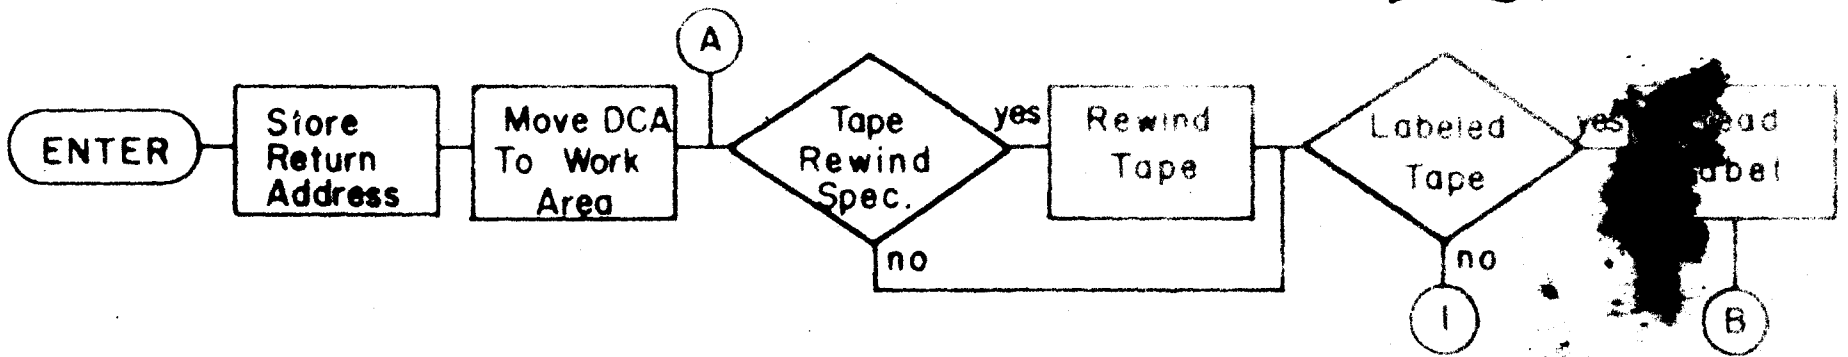 A
ENTER
Store
Return
Address
Move DCA
To Work
Area
Tape
Rewind
Spec.
yes
no
Rewind
Tape
Labeled
Tape
yes
no
1
B